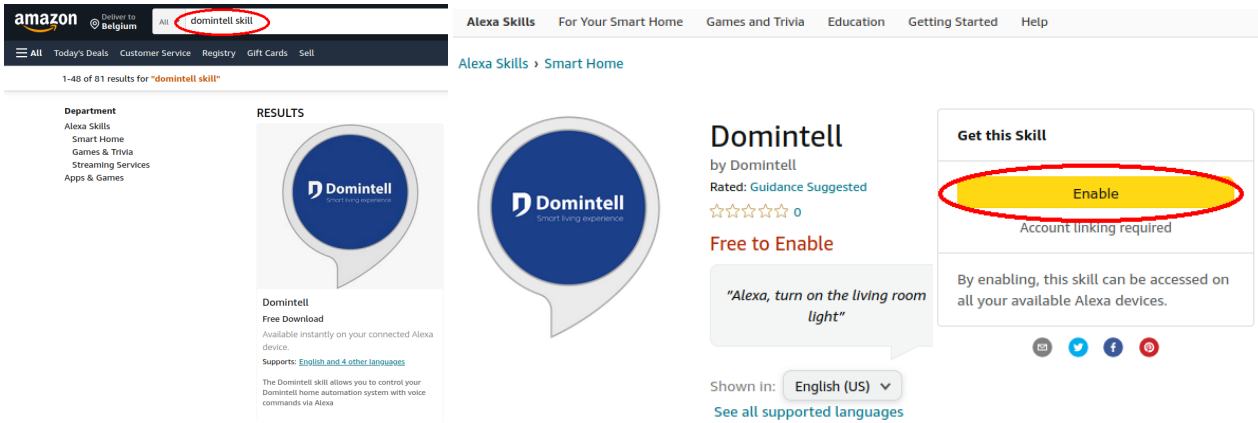 amazon
Deliver to
Belgium
All
domintell skill
All Today's Deals Customer Service Registry Gift Cards Sell
1-48 of 81 results for "domintell skill"
Department
Alexa Skills
Smart Home
Games & Trivia
Streaming Services
Apps & Games
RESULTS
Domintell
Smart living experience
Domintell
Free Download
Available instantly on your connected Alexa
device.
Supports: English and 4 other languages
The Domintell skill allows you to control your
Domintell home automation system with voice
commands via Alexa
Alexa Skills For Your Smart Home Games and Trivia Education Getting Started Help
Alexa Skills › Smart Home
Domintell
Smart living experience
Domintell
by Domintell
Rated: Guidance Suggested
0
Free to Enable
"Alexa, turn on the living room
light"
Shown in: English (US)
See all supported languages
Get this Skill
Enable
Account linking required
By enabling, this skill can be accessed on
all your available Alexa devices.